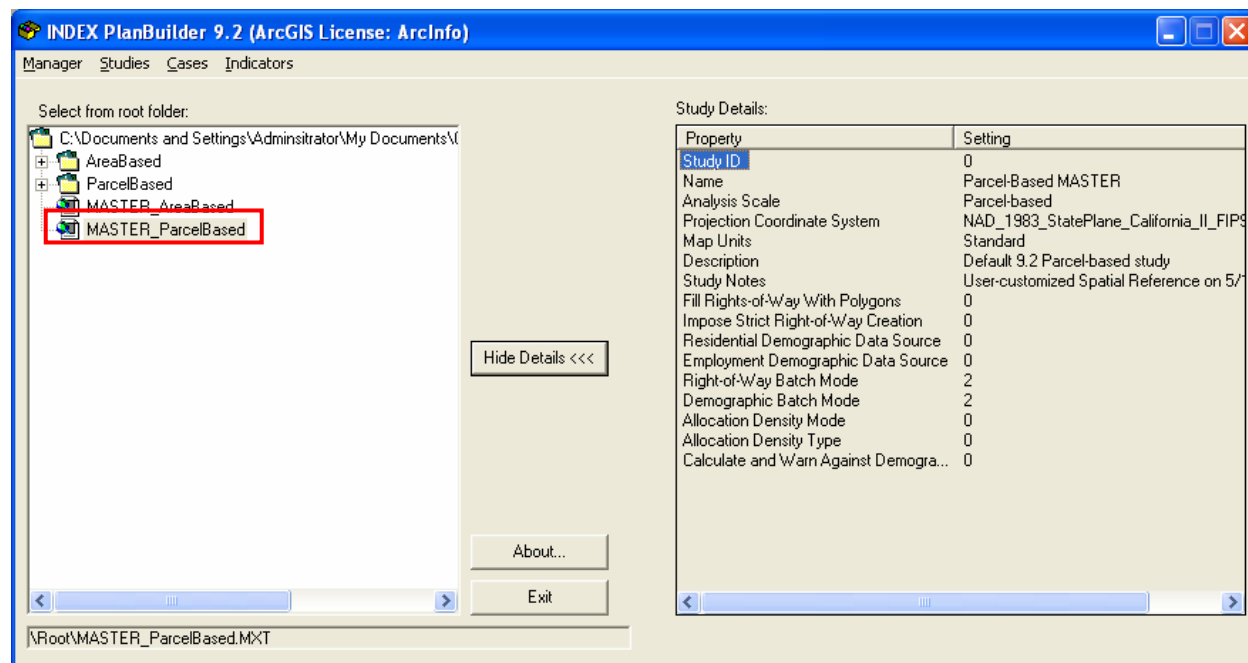 INDEX PlanBuilder 9.2 (ArcGIS License: ArcInfo)
Manager Studies Cases Indicators
Select from root folder:
C:\Documents and Settings\Adminsitrator\My Documents\(
AreaBased
ParcelBased
MASTER_AreaBased
MASTER_ParcelBased
Hide Details <<<
About...
Exit
\Root\MASTER_ParcelBased.MXT
Study Details:
Property Setting
Study ID 0
Name Parcel-Based MASTER
Analysis Scale Parcel-based
Projection Coordinate System NAD_1983_StatePlane_California_II_FIPS
Map Units Standard
Description Default 9.2 Parcel-based study
Study Notes User-customized Spatial Reference on 5/1
Fill Rights-of-Way With Polygons 0
Impose Strict Right-of-Way Creation 0
Residential Demographic Data Source 0
Employment Demographic Data Source 0
Right-of-Way Batch Mode 2
Demographic Batch Mode 2
Allocation Density Mode 0
Allocation Density Type 0
Calculate and Warn Against Demogra... 0